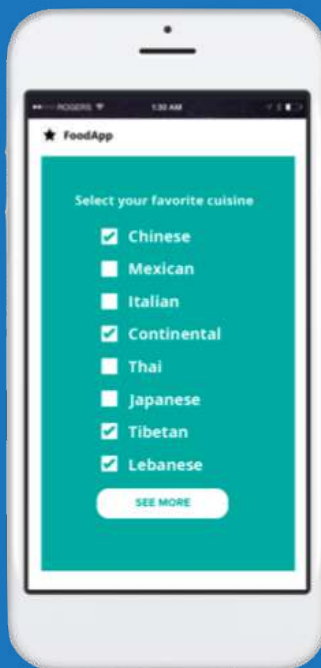 ROGERS 1:30 AM
★ FoodApp
Select your favorite cuisine
Chinese
Mexican
Italian
Continental
Thai
Japanese
Tibetan
Lebanese
SEE MORE